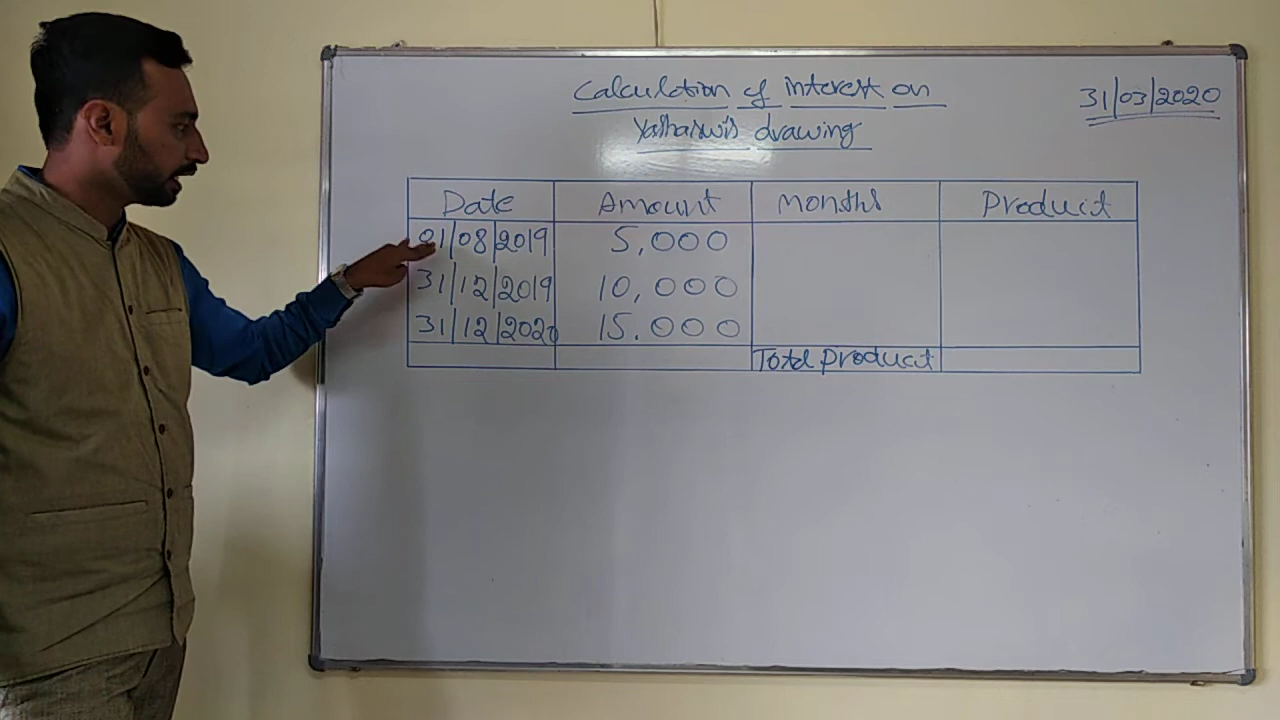 Calculation of interest on
Yashaswi's drawing
31/03/2020
Date Amount Months Product
01/08/2019 5,000
31/12/2019 10,000
31/12/2020 15.000
Total Product